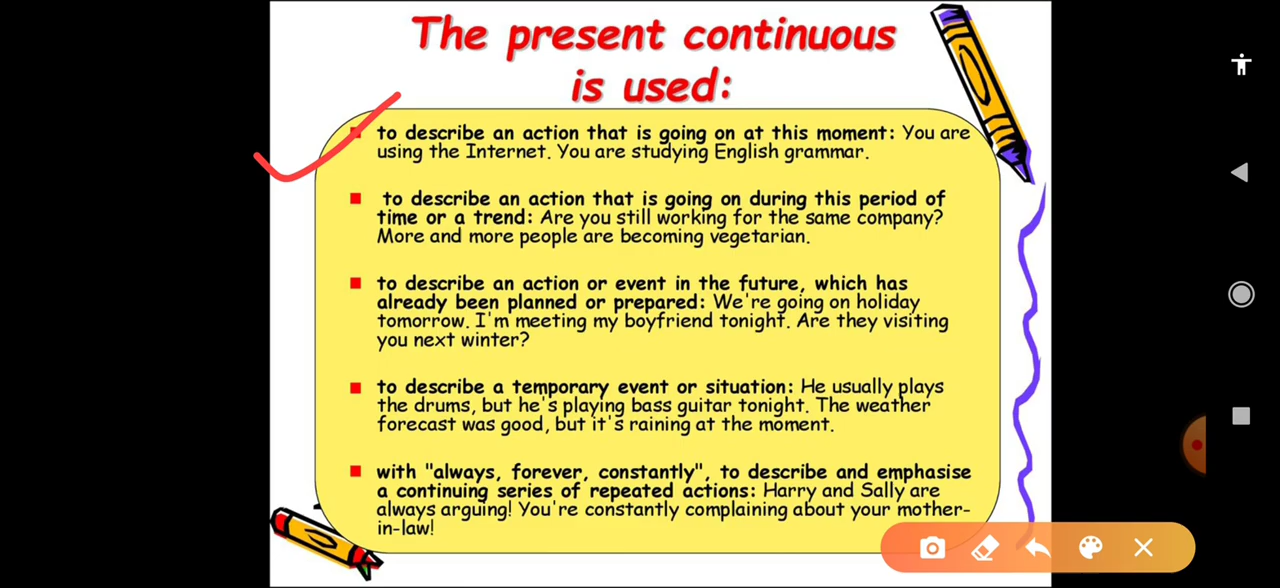 The present continuous
is used:
to describe an action that is going on at this moment: You are
using the Internet. You are studying English grammar.
to describe an action that is going on during this period of
time or a trend: Are you still working for the same company?
More and more people are becoming vegetarian.
to describe an action or event in the future, which has
already been planned or prepared: We're going on holiday
tomorrow. I'm meeting my boyfriend tonight. Are they visiting
you next winter?
to describe a temporary event or situation: He usually plays
the drums, but he's playing bass guitar tonight. The weather
forecast was good, but it's raining at the moment.
with "always, forever, constantly", to describe and emphasise
a continuing series of repeated actions: Harry and Sally are
always arguing! You're constantly complaining about your mother-
in-law!